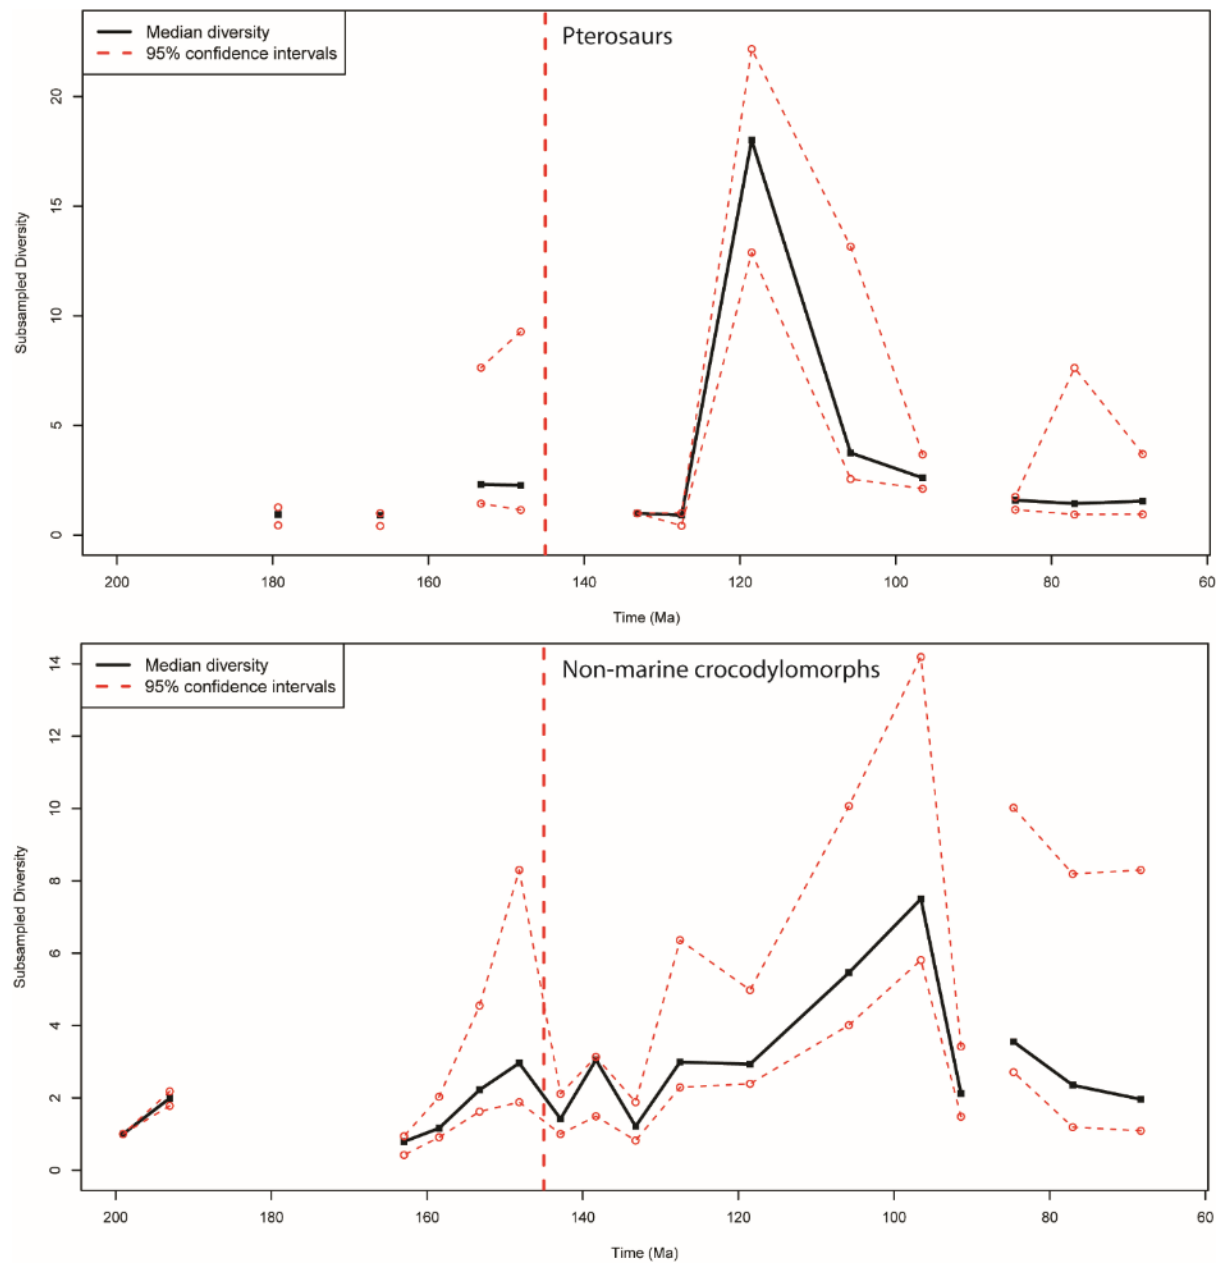 Median diversity
95% confidence intervals
Pterosaurs
Subsampled Diversity
20
15
10
5
0
200 180 160 140 120 100 80 60
Time (Ma)
Median diversity
95% confidence intervals
Non-marine crocodylomorphs
Subsampled Diversity
14
12
10
8
6
4
2
0
200 180 160 140 120 100 80 60
Time (Ma)